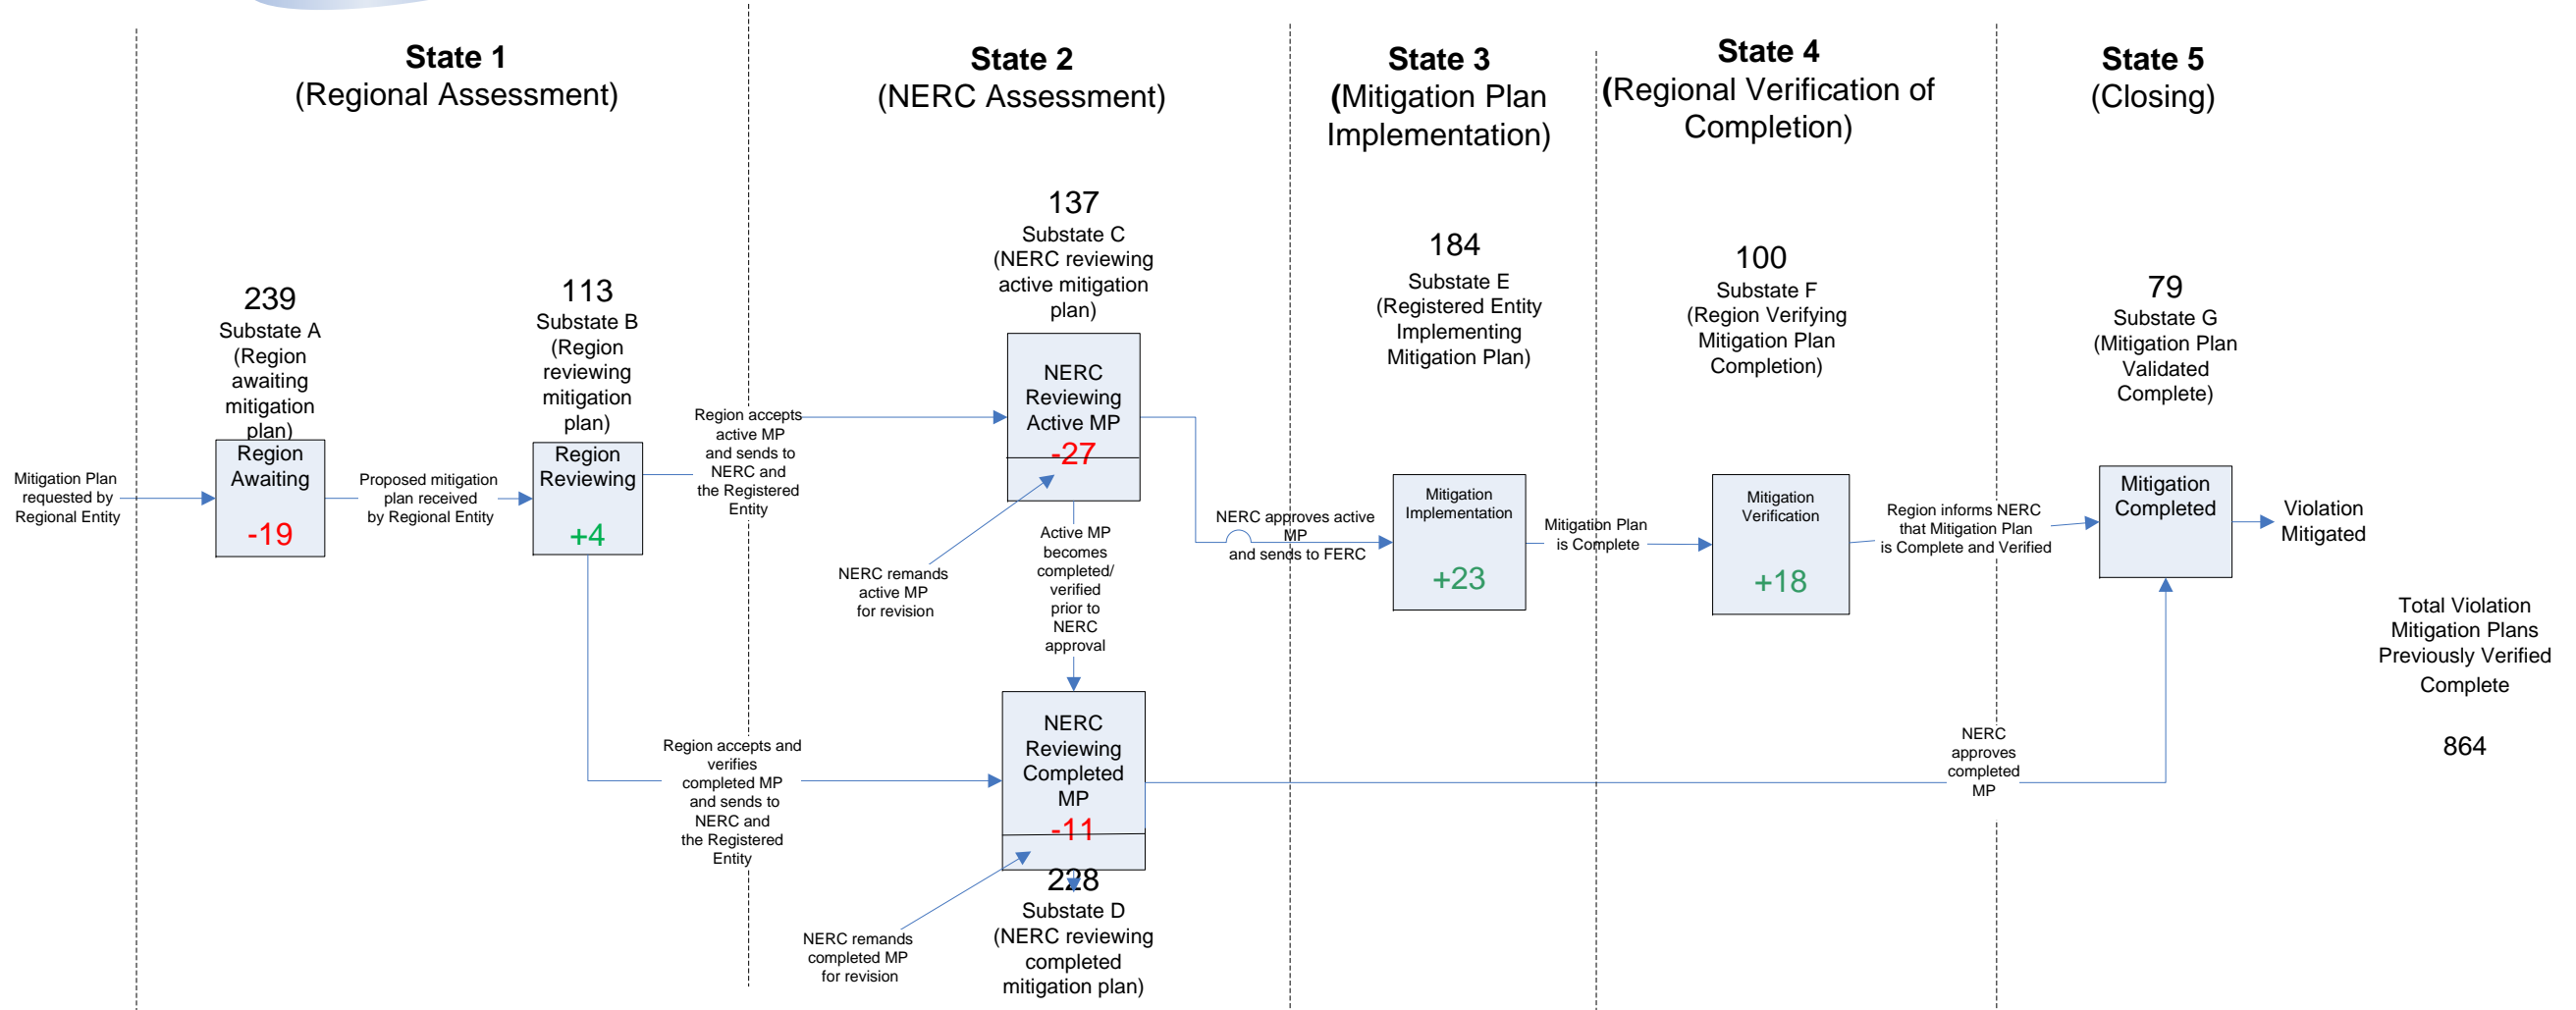 State 1
(Regional Assessment)
State 2
(NERC Assessment)
State 3
(Mitigation Plan
Implementation)
State 4
(Regional Verification of
Completion)
State 5
(Closing)
Mitigation Plan
requested by
Regional Entity
239
Substate A
(Region
awaiting
mitigation
plan)
Region
Awaiting
-19
Proposed mitigation
plan received
by Regional Entity
113
Substate B
(Region
reviewing
mitigation
plan)
Region
Reviewing
+4
Region accepts
active MP
and sends to
NERC and
the Registered
Entity
Region accepts and
verifies
completed MP
and sends to
NERC and
the Registered
Entity
137
Substate C
(NERC reviewing
active mitigation
plan)
NERC
Reviewing
Active MP
-27
NERC remands
active MP
for revision
Active MP
becomes
completed/
verified
prior to
NERC
approval
NERC
Reviewing
Completed
MP
-11
228
Substate D
(NERC reviewing
completed
mitigation plan)
NERC remands
completed MP
for revision
NERC approves active
MP
and sends to FERC
184
Substate E
(Registered Entity
Implementing
Mitigation Plan)
Mitigation
Implementation
+23
Mitigation Plan
is Complete
100
Substate F
(Region Verifying
Mitigation Plan
Completion)
Mitigation
Verification
+18
Region informs NERC
that Mitigation Plan
is Complete and Verified
NERC
approves
completed
MP
79
Substate G
(Mitigation Plan
Validated
Complete)
Mitigation
Completed
Violation
Mitigated
Total Violation
Mitigation Plans
Previously Verified
Complete
864